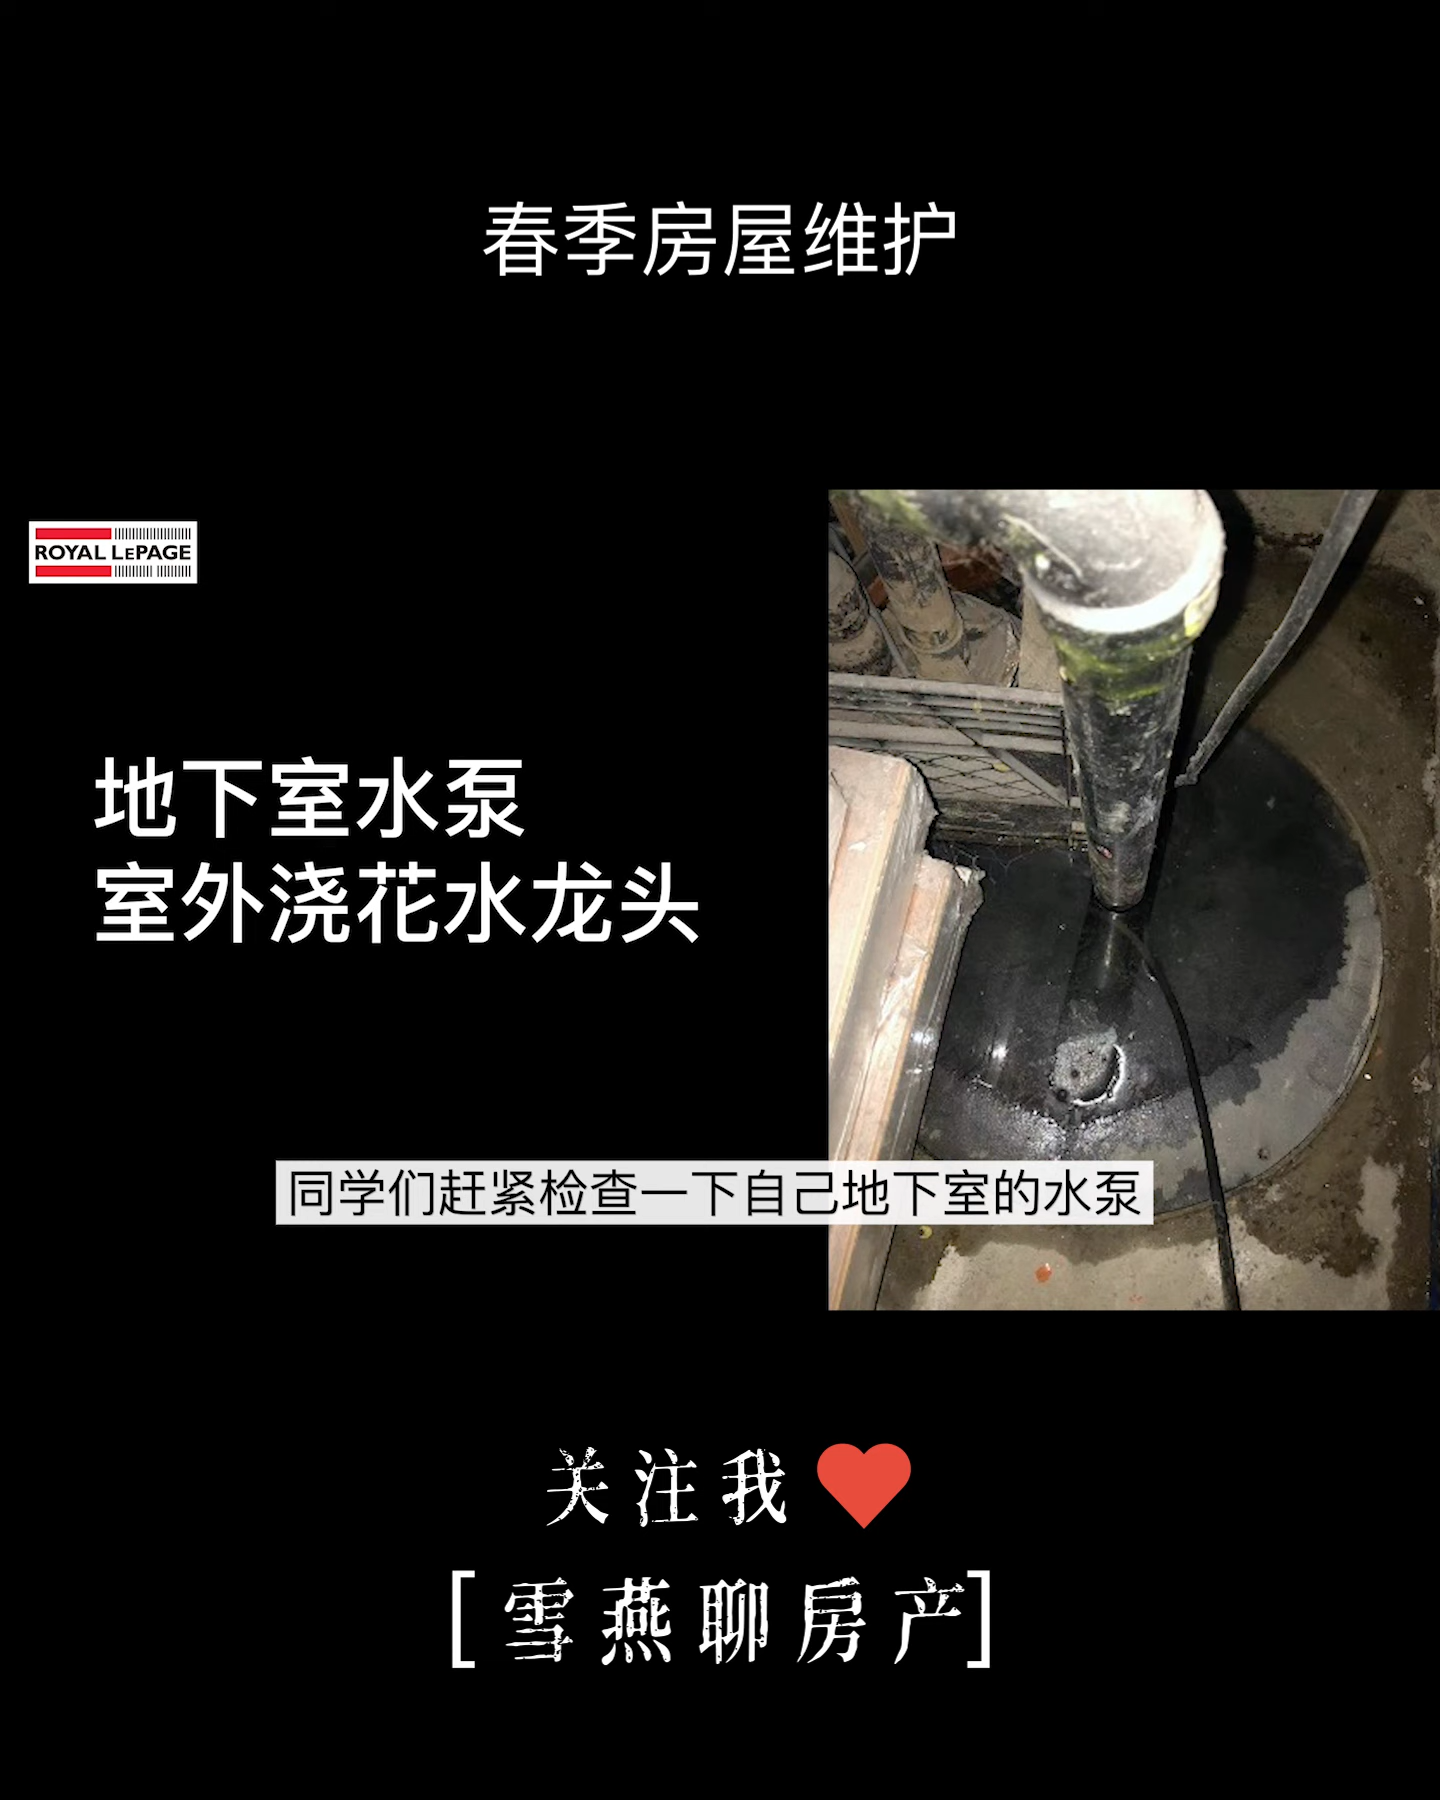 春季房屋维护
ROYAL LEPAGE
地下室水泵
室外浇花水龙头
同学们赶紧检查一下自己地下室的水泵
关注我
[雪燕聊房产]